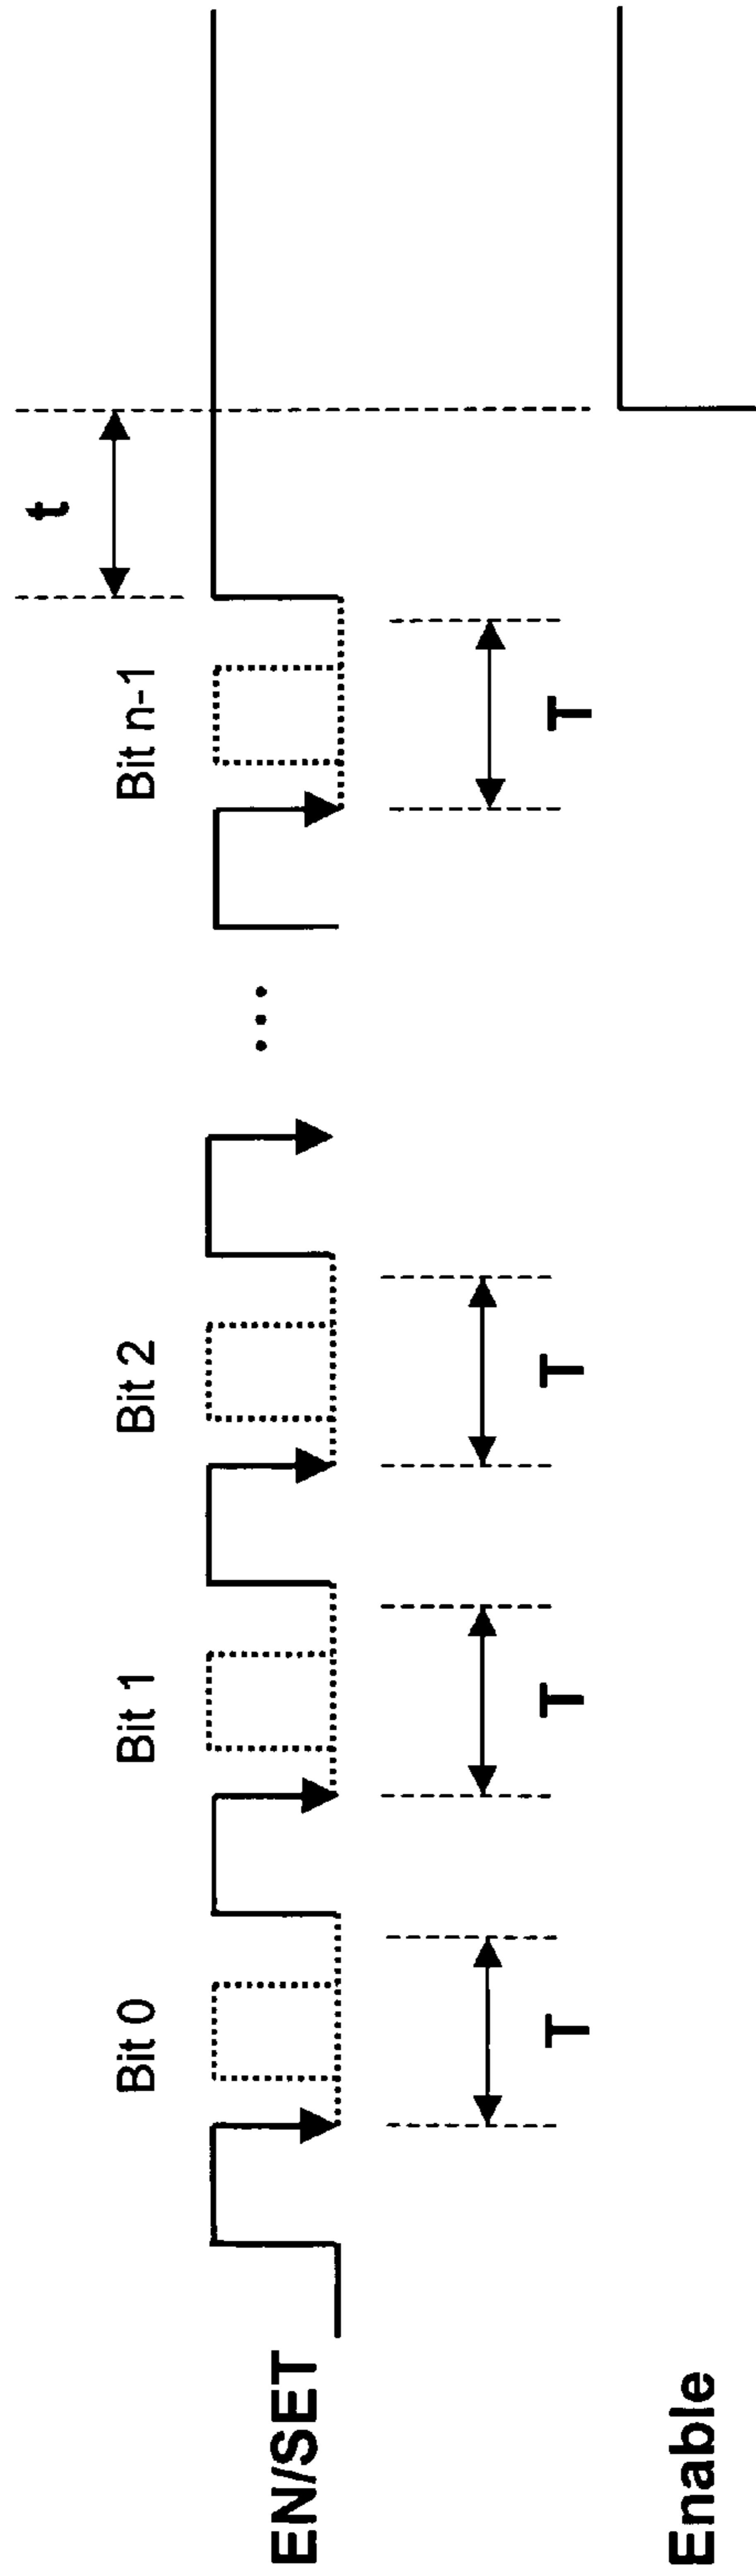 t
Bit 0
Bit 1
Bit 2
...
Bit n-1
EN/SET
T
T
T
T
Enable